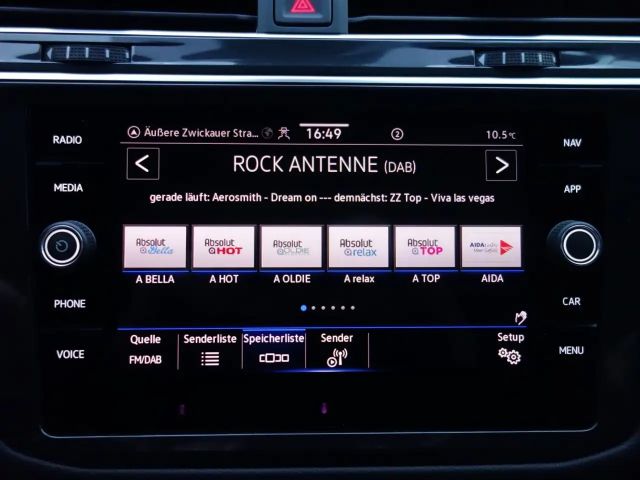 RADIO
MEDIA
PHONE
VOICE
Äußere Zwickauer Stra... 16:49 2 10.5°C
< ROCK ANTENNE (DAB) >
gerade läuft: Aerosmith - Dream on --- demnächst: ZZ Top - Viva las vegas
Absolut Bella
Absolut HOT
Absolut OLDIE
Absolut relax
Absolut TOP
AIDAradio
A BELLA A HOT A OLDIE A relax A TOP AIDA
Quelle Senderliste Speicherliste Sender Setup
FM/DAB
NAV
APP
CAR
MENU